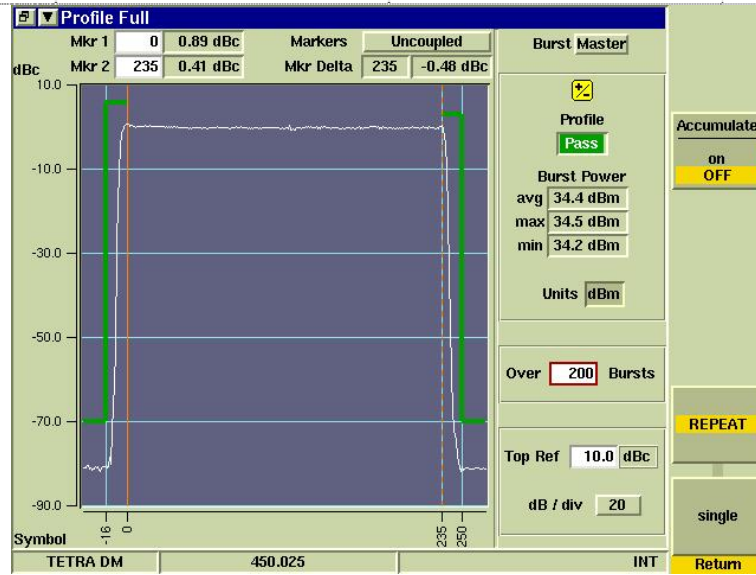 Profile Full
Mkr 1 0 0.89 dBc Markers Uncoupled
Mkr 2 235 0.41 dBc Mkr Delta 235 -0.48 dBc
dBc
10.0
-10.0
-30.0
-50.0
-70.0
-90.0
Symbol -16 0 235 250
Burst Master
Profile
Pass
Burst Power
avg 34.4 dBm
max 34.5 dBm
min 34.2 dBm
Units dBm
Over 200 Bursts
Top Ref 10.0 dBc
dB / div 20
Accumulate
on
OFF
REPEAT
single
Return
TETRA DM 450.025 INT